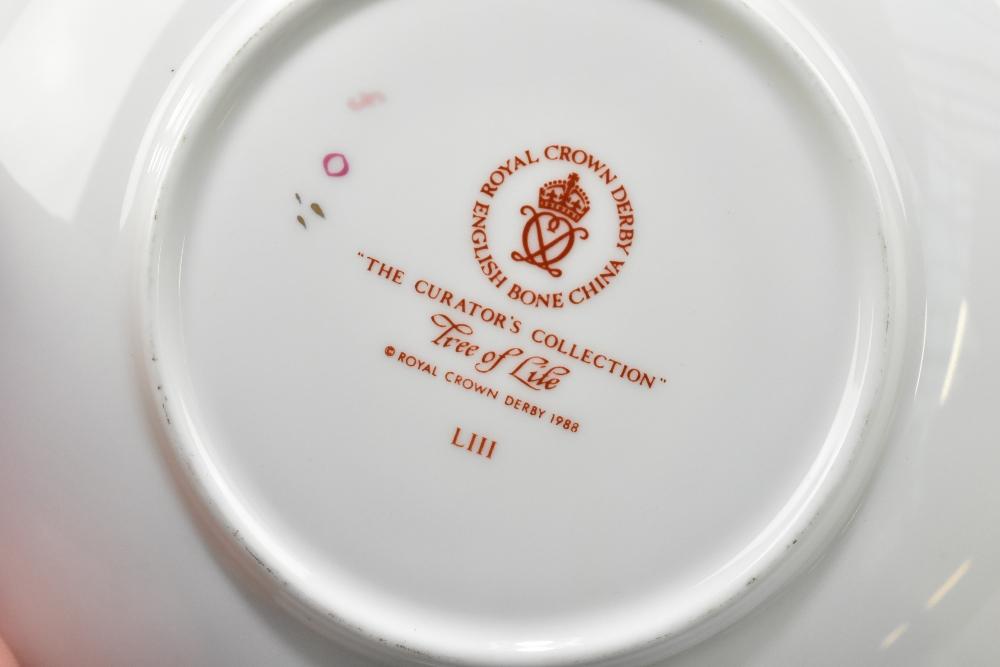 ROYAL CROWN DERBY
ENGLISH BONE CHINA
"THE CURATOR'S COLLECTION"
Tree of Life
© ROYAL CROWN DERBY 1988
LIII